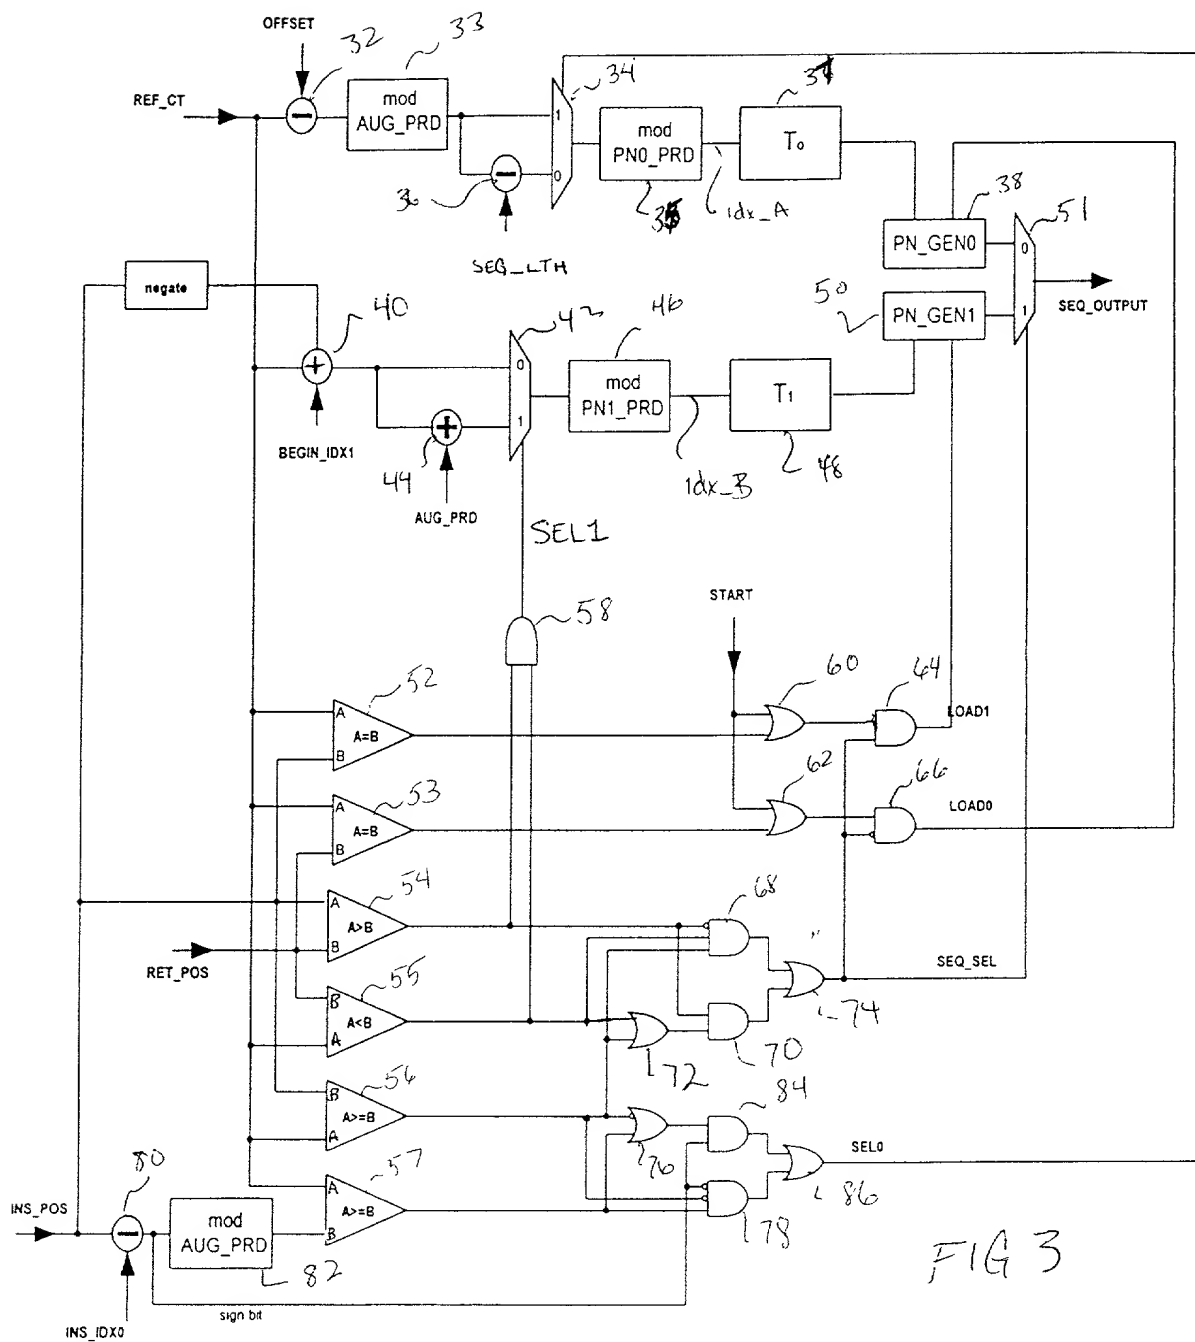 OFFSET
32
33
34
37
REF_CT
mod
AUG_PRD
1
0
mod
PN0_PRD
T0
36
35
idx_A
38
51
SEQ_LTH
PN_GEN0
0
negate
40
42
46
50
PN_GEN1
1
SEQ_OUTPUT
+
0
1
mod
PN1_PRD
T1
BEGIN_IDX1
44
+
AUG_PRD
idx_B
48
SEL1
START
58
52
60
64
A
A=B
B
LOAD1
53
62
66
A
A=B
B
LOAD0
54
68
A
A>B
B
RET_POS
SEQ_SEL
55
B
A<B
A
74
72
70
56
84
B
A>=B
A
80
57
76
SEL0
86
INS_POS
mod
AUG_PRD
A
A>=B
B
78
82
sign bit
INS_IDX0
FIG 3